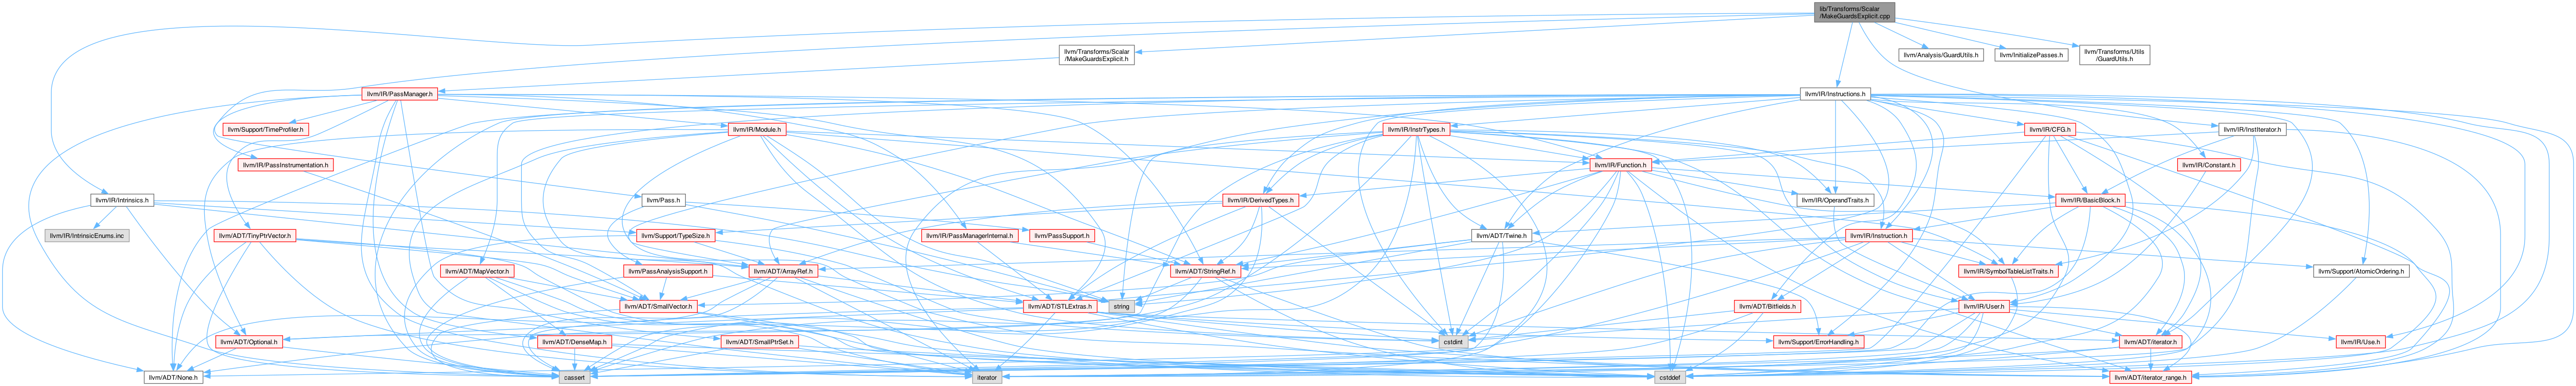 lib/Transforms/Scalar
/MakeGuardsExplicit.cpp
llvm/Transforms/Scalar
/MakeGuardsExplicit.h
llvm/Analysis/GuardUtils.h
llvm/InitializePasses.h
llvm/Transforms/Utils
/GuardUtils.h
llvm/IR/PassManager.h
llvm/IR/Instructions.h
llvm/Support/TimeProfiler.h
llvm/IR/Module.h
llvm/IR/InstrTypes.h
llvm/IR/CFG.h
llvm/IR/InstIterator.h
llvm/IR/PassInstrumentation.h
llvm/IR/Function.h
llvm/IR/Constant.h
llvm/IR/Intrinsics.h
llvm/Pass.h
llvm/IR/DerivedTypes.h
llvm/IR/OperandTraits.h
llvm/IR/BasicBlock.h
llvm/IR/IntrinsicEnums.inc
llvm/ADT/TinyPtrVector.h
llvm/Support/TypeSize.h
llvm/IR/PassManagerInternal.h
llvm/PassSupport.h
llvm/ADT/Twine.h
llvm/IR/Instruction.h
llvm/ADT/MapVector.h
llvm/PassAnalysisSupport.h
llvm/ADT/ArrayRef.h
llvm/ADT/StringRef.h
llvm/IR/SymbolTableListTraits.h
llvm/Support/AtomicOrdering.h
llvm/ADT/SmallVector.h
llvm/ADT/STLExtras.h
string
llvm/ADT/Bitfields.h
llvm/IR/User.h
llvm/ADT/Optional.h
llvm/ADT/DenseMap.h
llvm/ADT/SmallPtrSet.h
cstdint
llvm/Support/ErrorHandling.h
llvm/ADT/iterator.h
llvm/IR/Use.h
llvm/ADT/None.h
cassert
iterator
cstddef
llvm/ADT/iterator_range.h